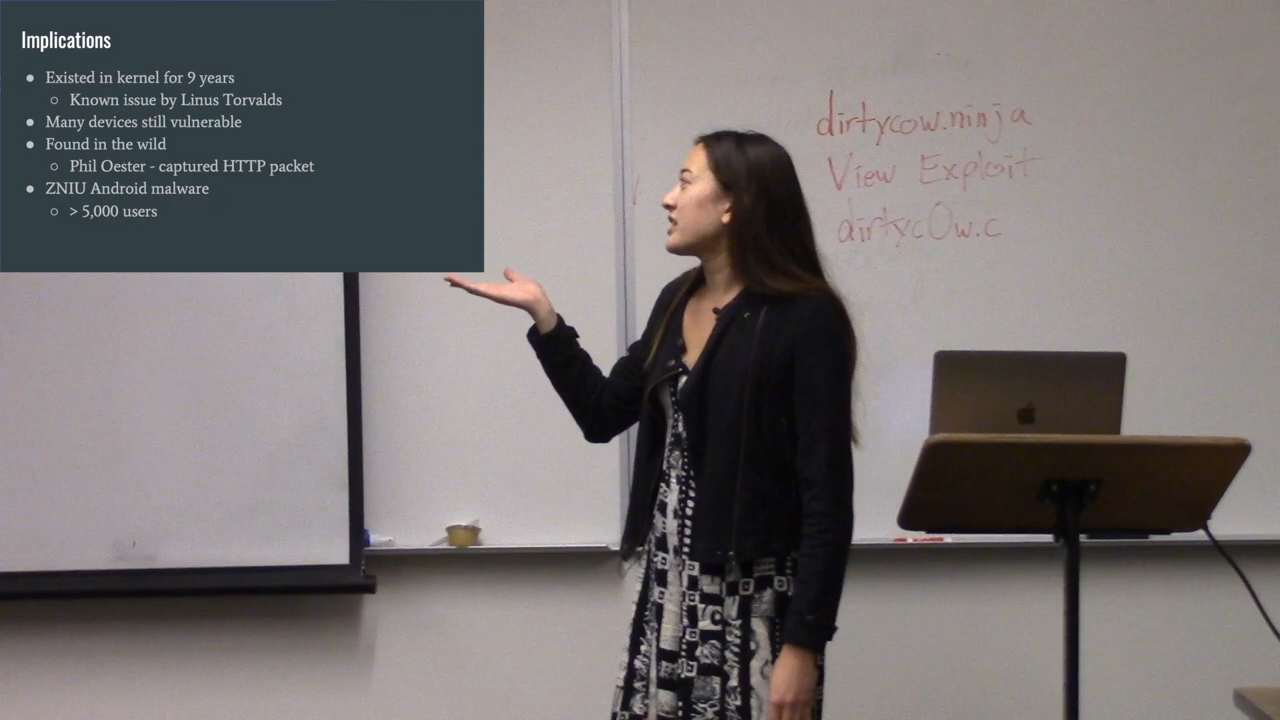 Implications
● Existed in kernel for 9 years
○ Known issue by Linus Torvalds
● Many devices still vulnerable
● Found in the wild
○ Phil Oester - captured HTTP packet
● ZNIU Android malware
○ > 5,000 users
dirtycow.ninja
View Exploit
dirtyc0w.c